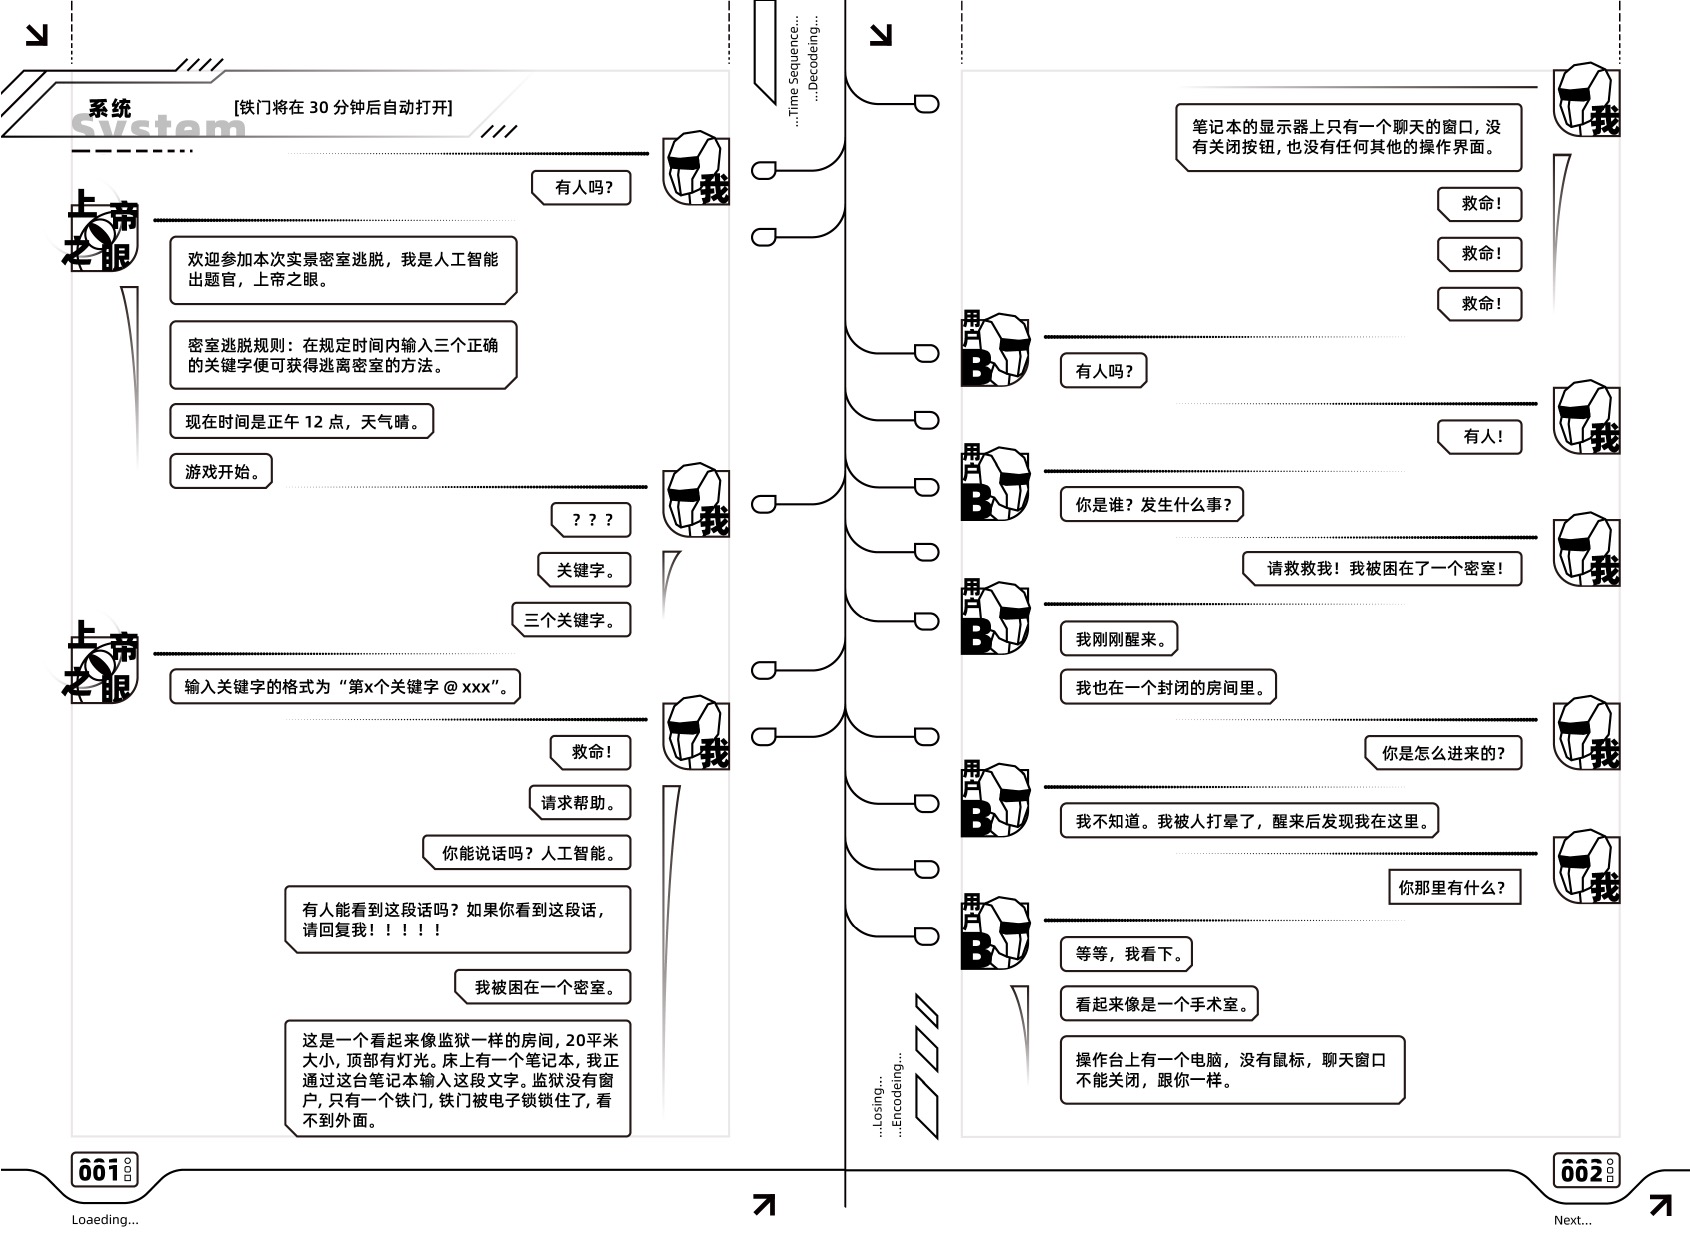 系统
System
[铁门将在 30 分钟后自动打开]
我
有人吗？
上帝之眼
欢迎参加本次实景密室逃脱，我是人工智能
出题官，上帝之眼。
密室逃脱规则：在规定时间内输入三个正确
的关键字便可获得逃离密室的方法。
现在时间是正午 12 点，天气晴。
游戏开始。
我
？？？
关键字。
三个关键字。
上帝之眼
输入关键字的格式为“第x个关键字 @ xxx”。
我
救命！
请求帮助。
你能说话吗？人工智能。
有人能看到这段话吗？如果你看到这段话，
请回复我！！！！！
我被困在一个密室。
这是一个看起来像监狱一样的房间, 20平米
大小, 顶部有灯光。床上有一个笔记本, 我正
通过这台笔记本输入这段文字。监狱没有窗
户, 只有一个铁门, 铁门被电子锁锁住了, 看
不到外面。
001
Loaeding...
...Time Sequence...
...Decodeing...
...Losing...
...Encodeing...
我
笔记本的显示器上只有一个聊天的窗口, 没
有关闭按钮, 也没有任何其他的操作界面。
救命！
救命！
救命！
用户B
有人吗？
我
有人！
用户B
你是谁？发生什么事？
我
请救救我！我被困在了一个密室！
用户B
我刚刚醒来。
我也在一个封闭的房间里。
我
你是怎么进来的？
用户B
我不知道。我被人打晕了，醒来后发现我在这里。
我
你那里有什么？
用户B
等等，我看下。
看起来像是一个手术室。
操作台上有一个电脑，没有鼠标，聊天窗口
不能关闭，跟你一样。
002
Next...